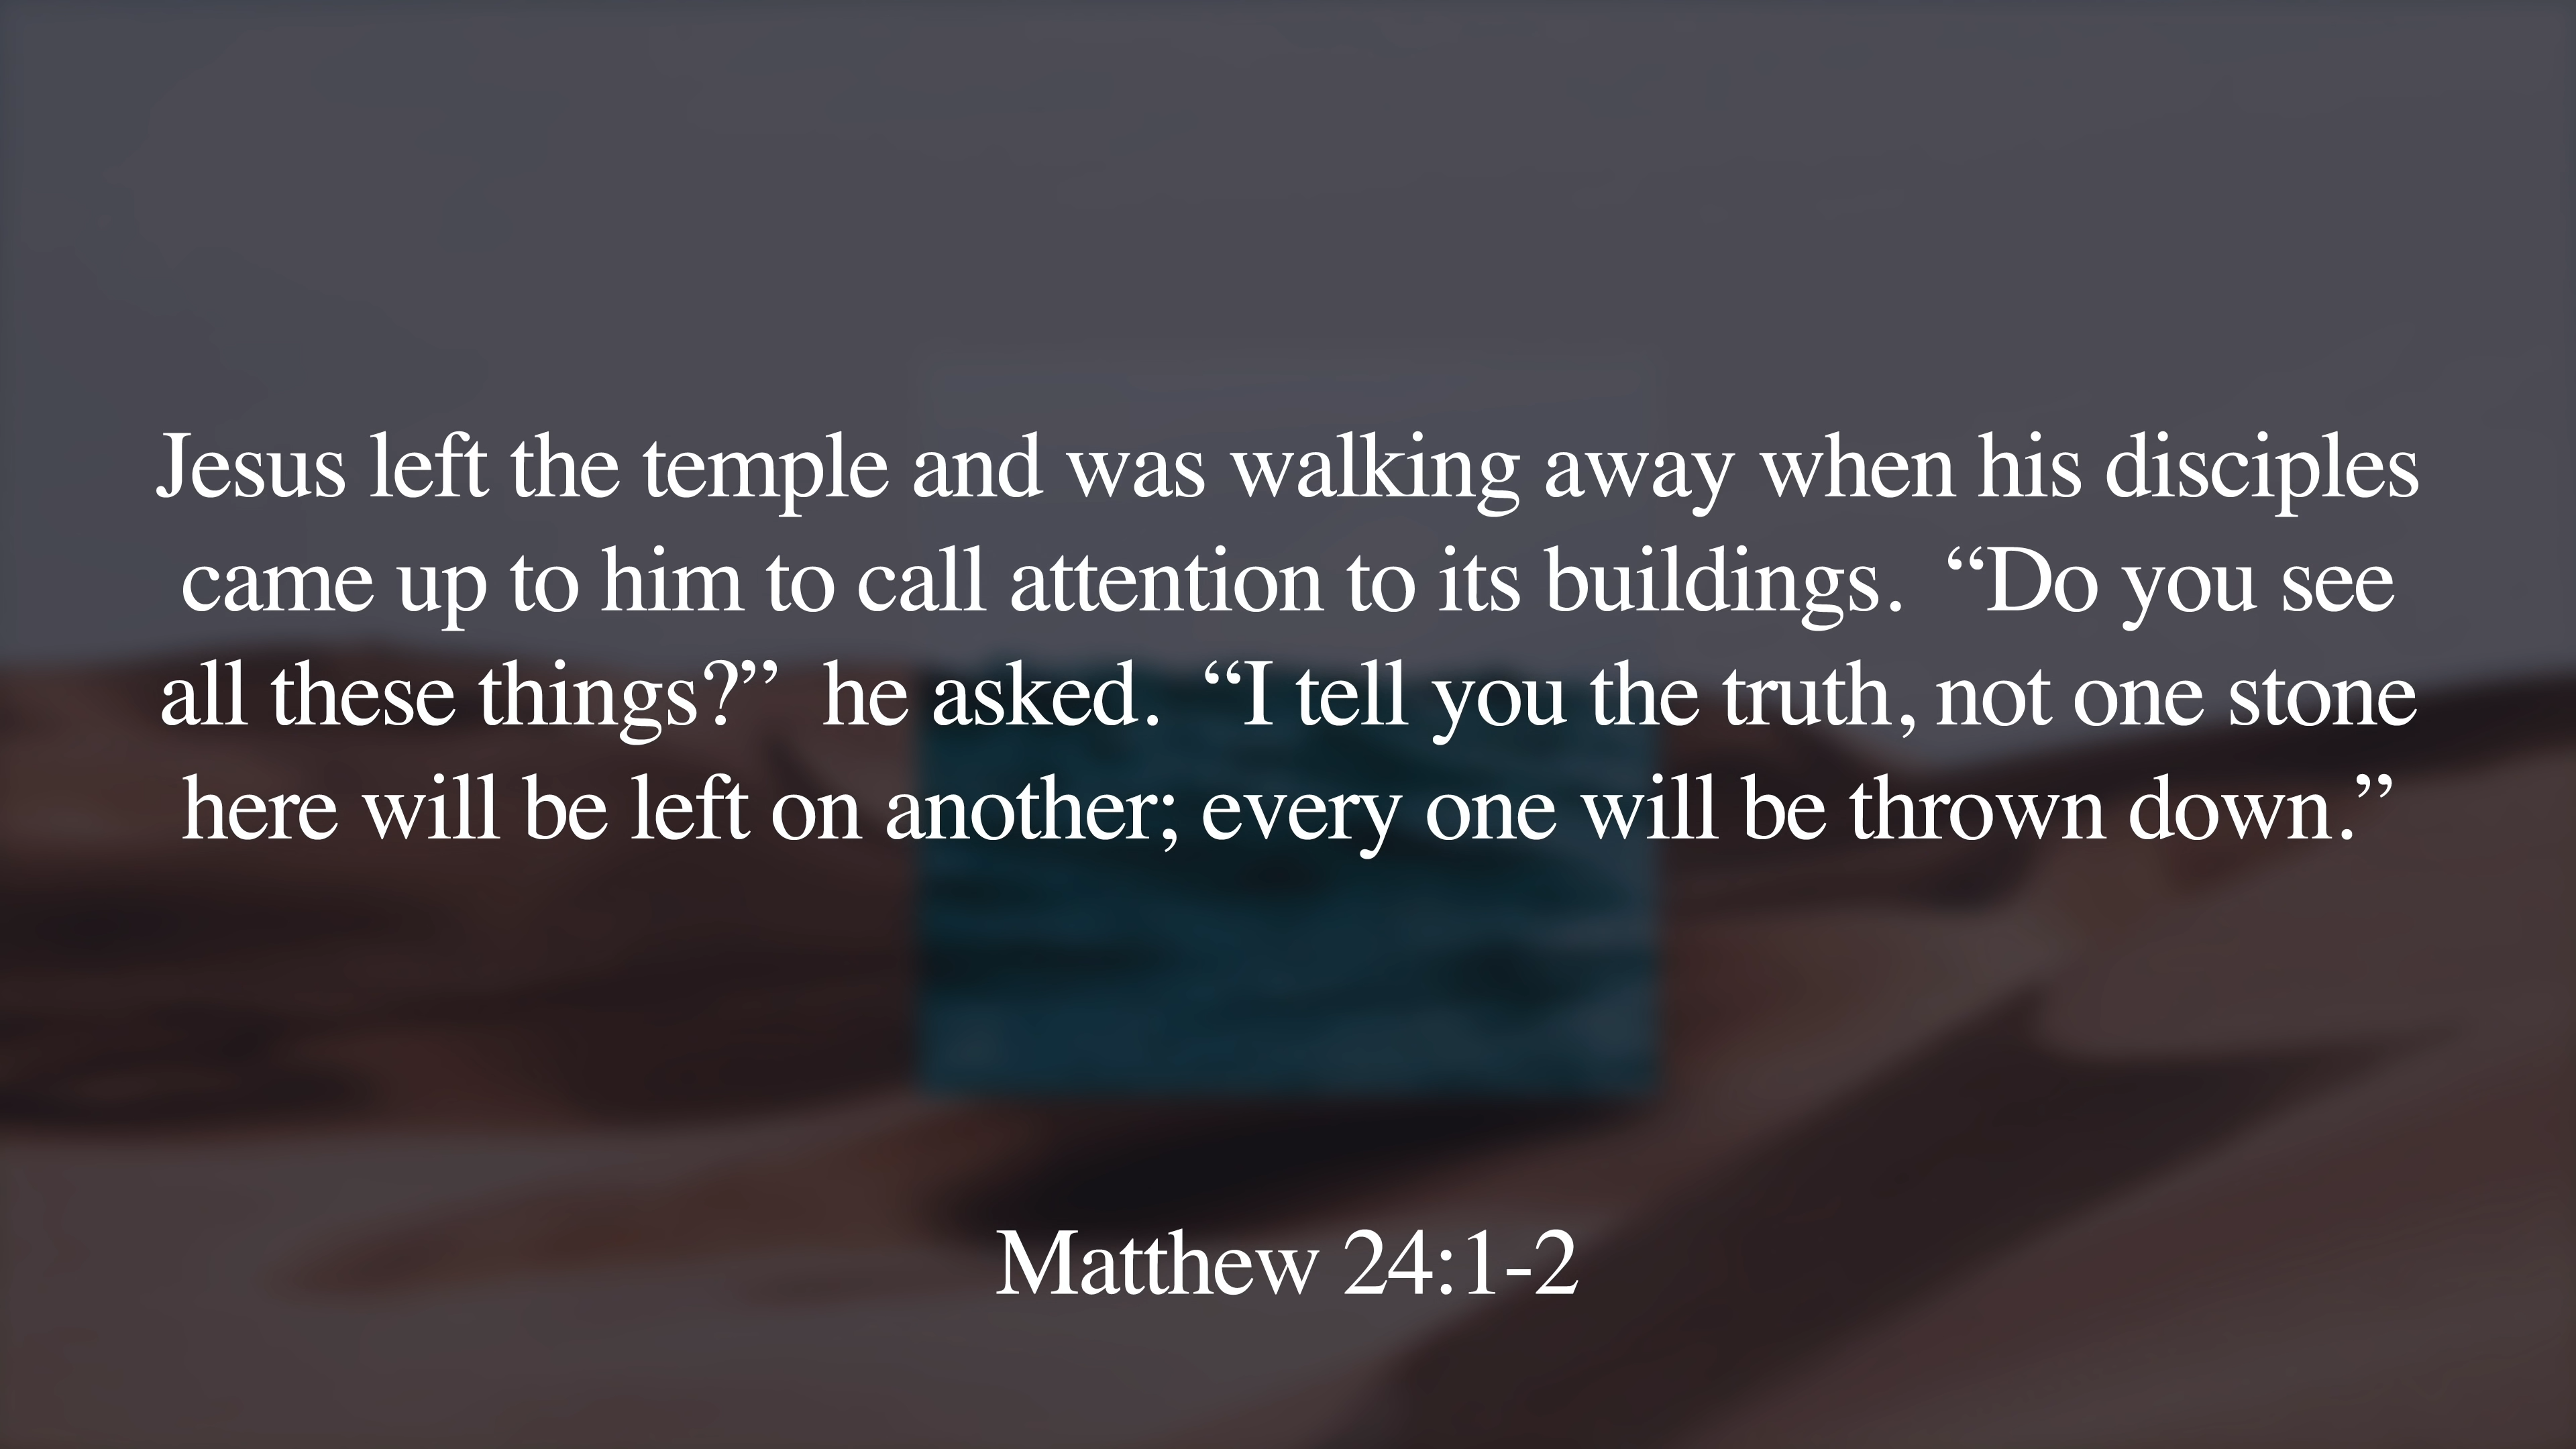 Jesus left the temple and was walking away when his disciples
came up to him to call attention to its buildings.  “Do you see
all these things?”  he asked.  “I tell you the truth, not one stone
here will be left on another; every one will be thrown down.”
Matthew 24:1-2